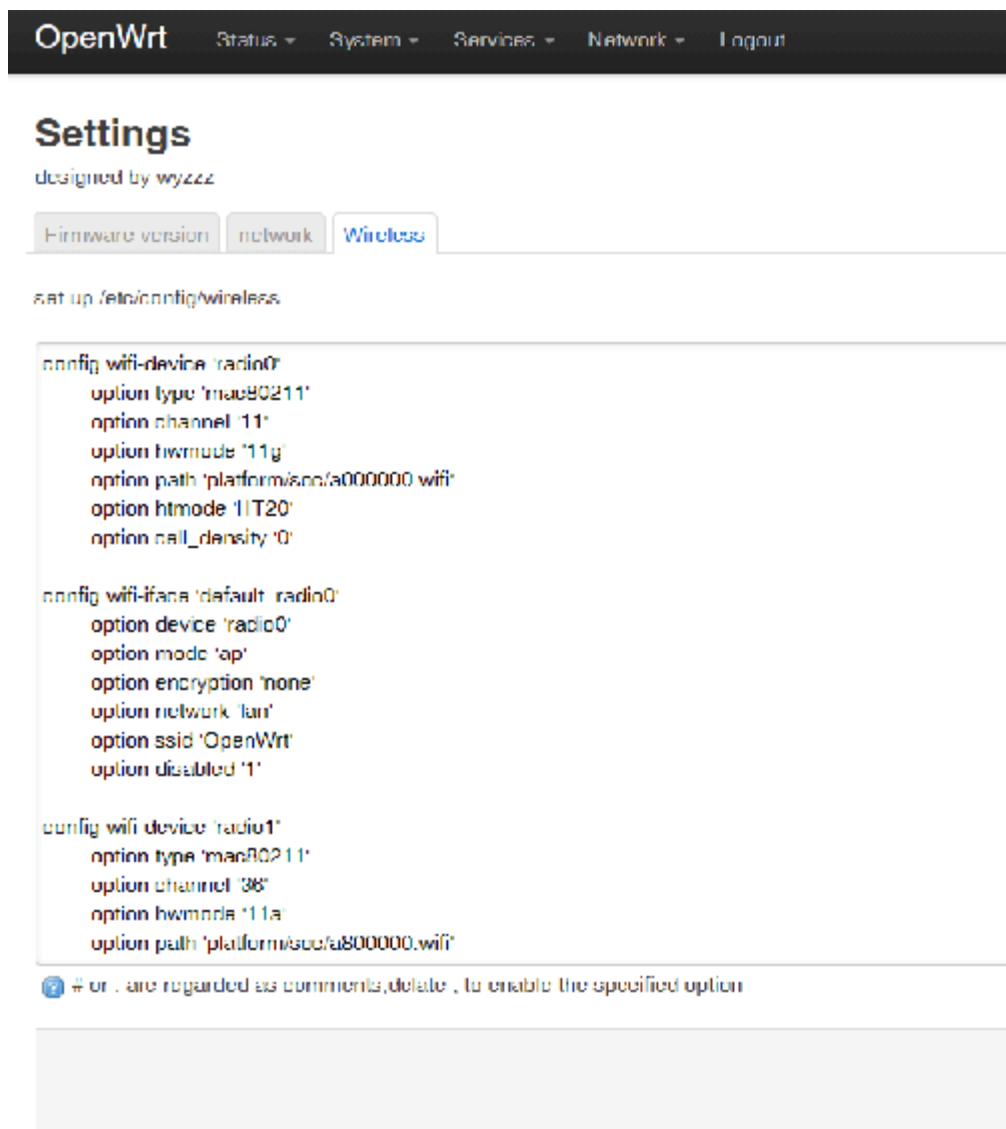 OpenWrt Status System Services Network Logout
Settings
designed by wyzzz
Firmware version network Wireless
set up /etc/config/wireless
config wifi-device 'radio0'
option type 'mac80211'
option channel '11'
option hwmode '11g'
option path 'platform/soc/a000000.wifi'
option htmode 'HT20'
option cell_density '0'
config wifi-iface 'default_radio0'
option device 'radio0'
option mode 'ap'
option encryption 'none'
option network 'lan'
option ssid 'OpenWrt'
option disabled '1'
config wifi-device 'radio1'
option type 'mac80211'
option channel '36'
option hwmode '11a'
option path 'platform/soc/a800000.wifi'
# or ; are regarded as comments,delate ; to enable the specified option